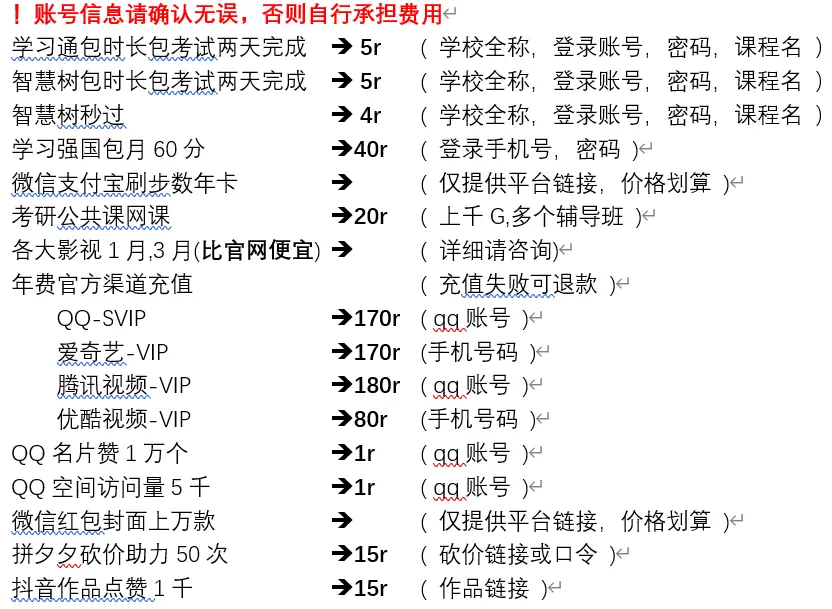 ！账号信息请确认无误，否则自行承担费用
学习通包时长包考试两天完成 ➔ 5r （ 学校全称，登录账号，密码，课程名 ）
智慧树包时长包考试两天完成 ➔ 5r （ 学校全称，登录账号，密码，课程名 ）
智慧树秒过 ➔ 4r （ 学校全称，登录账号，密码，课程名 ）
学习强国包月 60 分 ➔40r （ 登录手机号，密码 ）
微信支付宝刷步数年卡 ➔ （ 仅提供平台链接，价格划算 ）
考研公共课网课 ➔20r （ 上千 G,多个辅导班 ）
各大影视 1 月,3 月(比官网便宜) ➔ （ 详细请咨询)
年费官方渠道充值 （ 充值失败可退款 ）
QQ-SVIP ➔170r （ qq 账号 ）
爱奇艺-VIP ➔170r (手机号码 ）
腾讯视频-VIP ➔180r （ qq 账号 ）
优酷视频-VIP ➔80r (手机号码 ）
QQ 名片赞 1 万个 ➔1r （ qq 账号 ）
QQ 空间访问量 5 千 ➔1r （ qq 账号 ）
微信红包封面上万款 ➔ （ 仅提供平台链接，价格划算 ）
拼夕夕砍价助力 50 次 ➔15r （ 砍价链接或口令 ）
抖音作品点赞 1 千 ➔15r （ 作品链接 ）